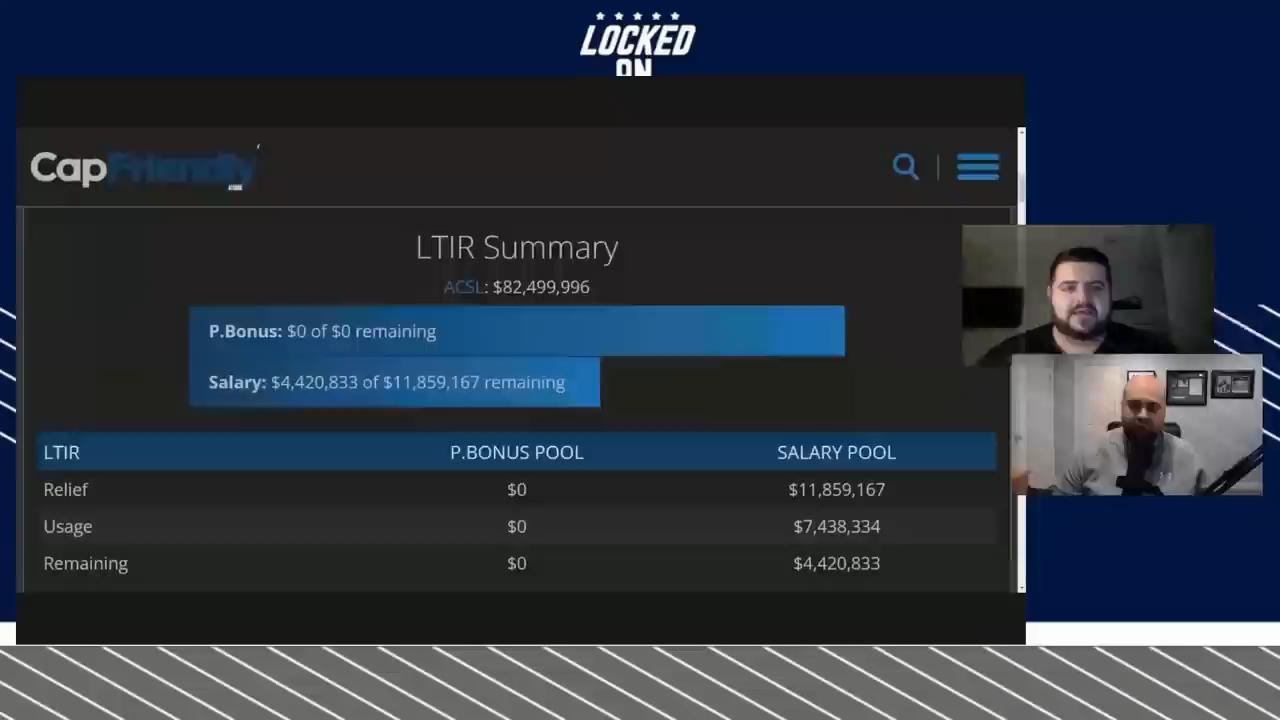 LOCKED
ON
CapFriendly
LTIR Summary
ACSL: $82,499,996
P.Bonus: $0 of $0 remaining
Salary: $4,420,833 of $11,859,167 remaining
LTIR P.BONUS POOL SALARY POOL
Relief $0 $11,859,167
Usage $0 $7,438,334
Remaining $0 $4,420,833